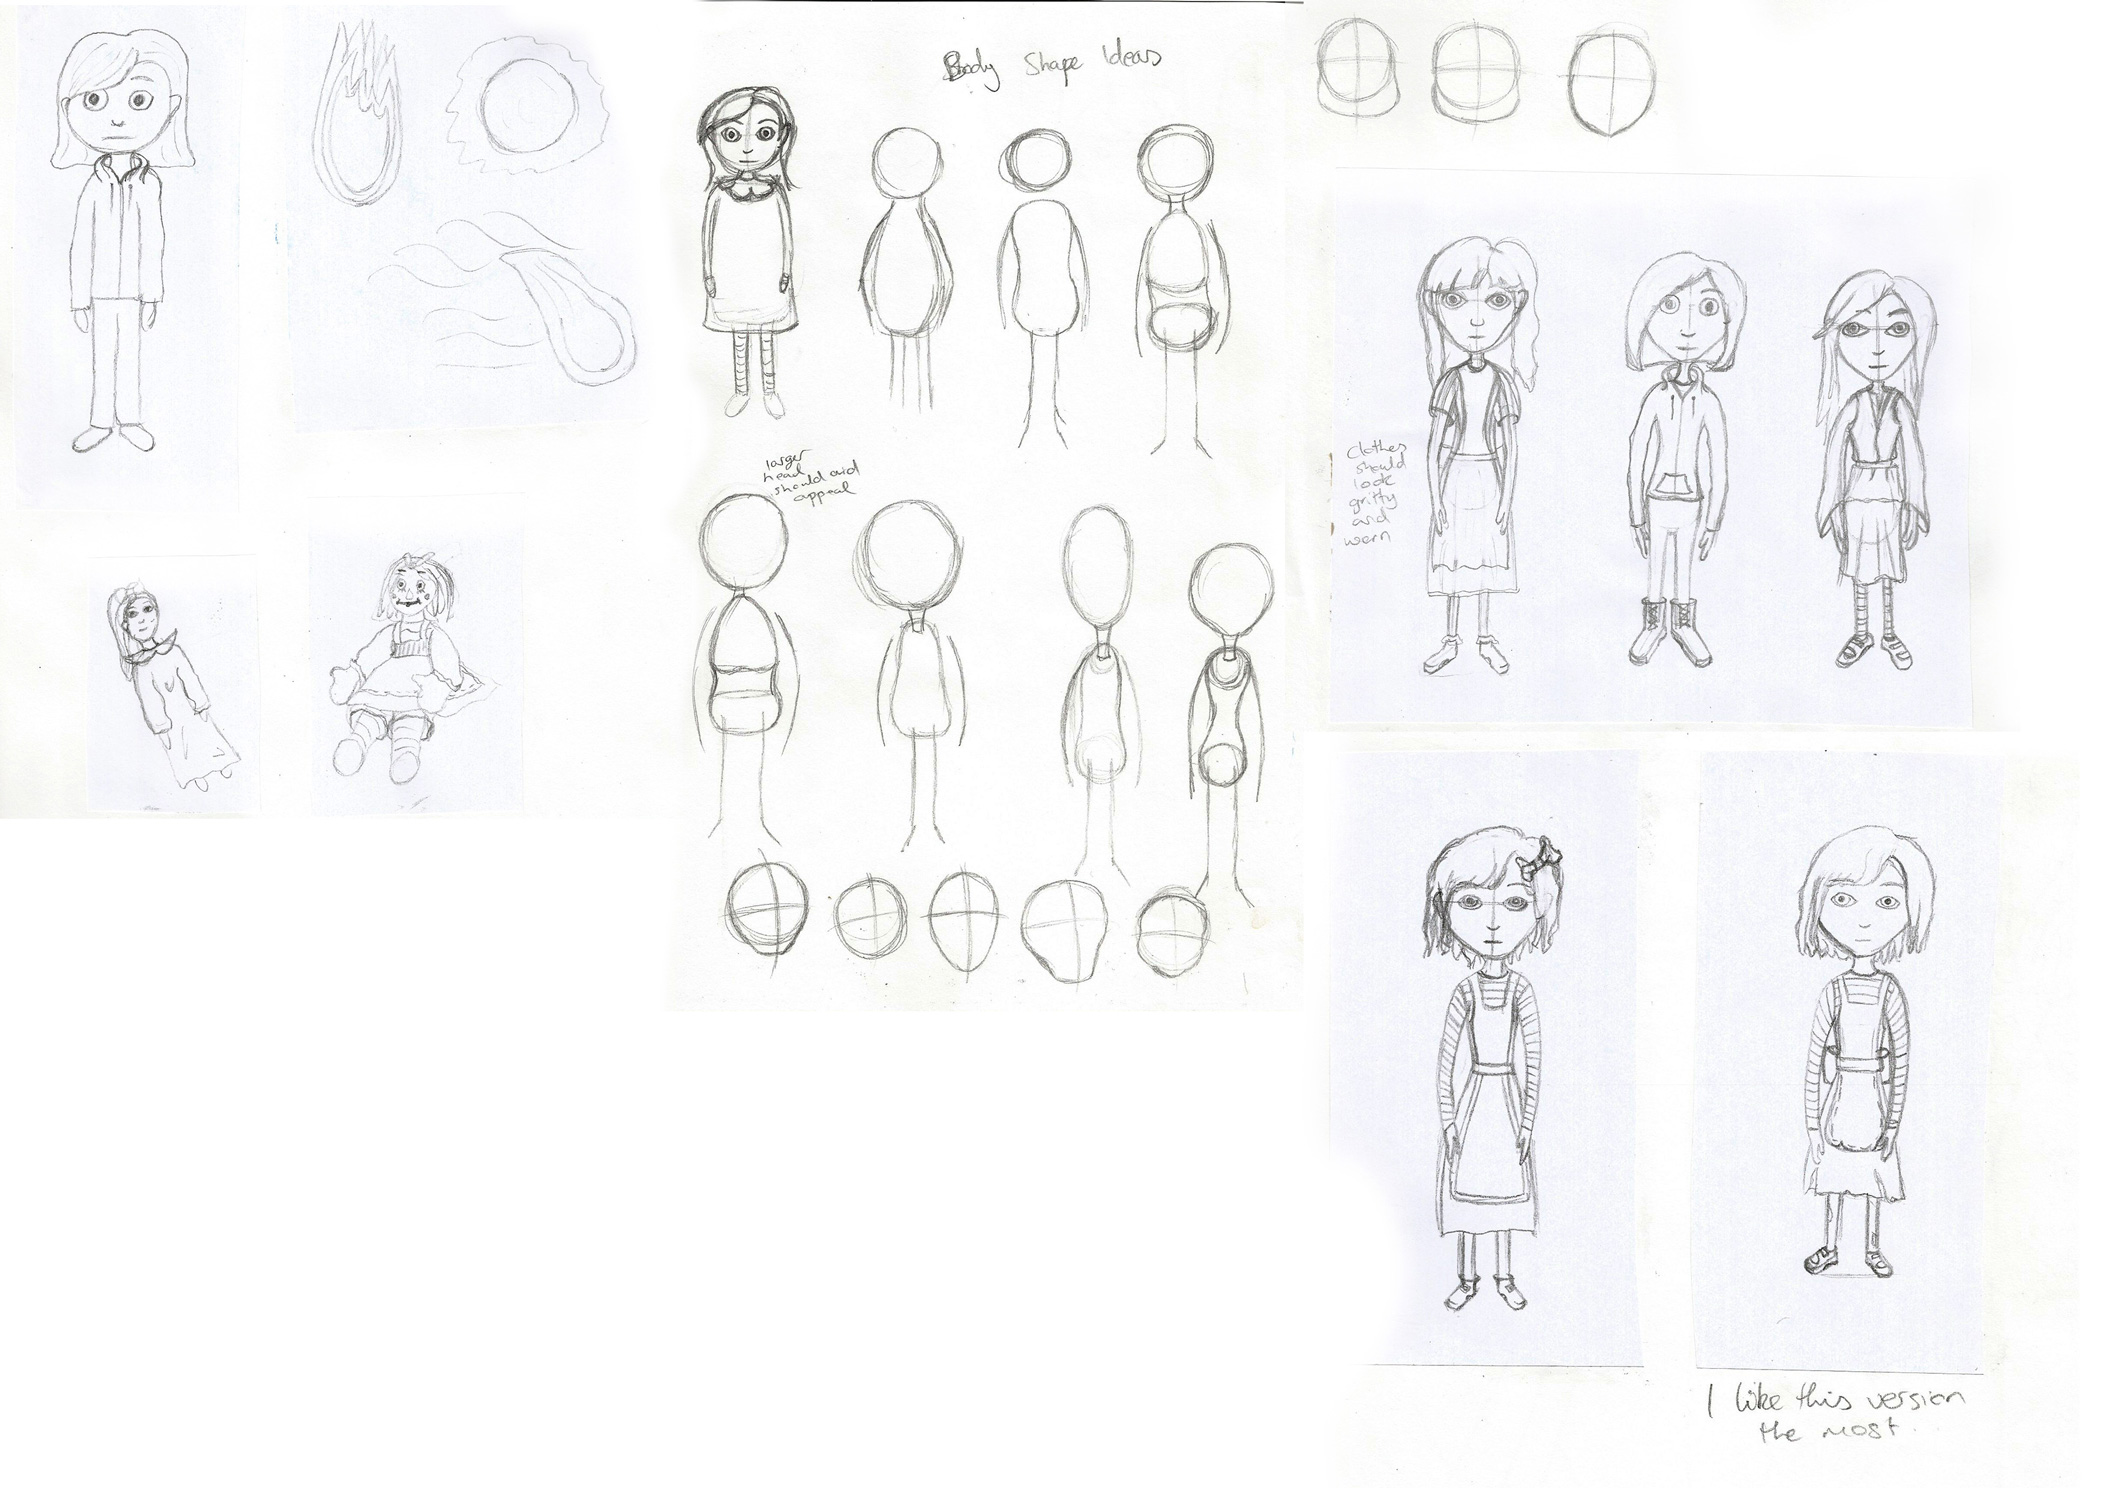 Body Shape Ideas
larger
head
should aid
appeal
Clothes
should
look
gritty
and
worn
I like this version
the most.